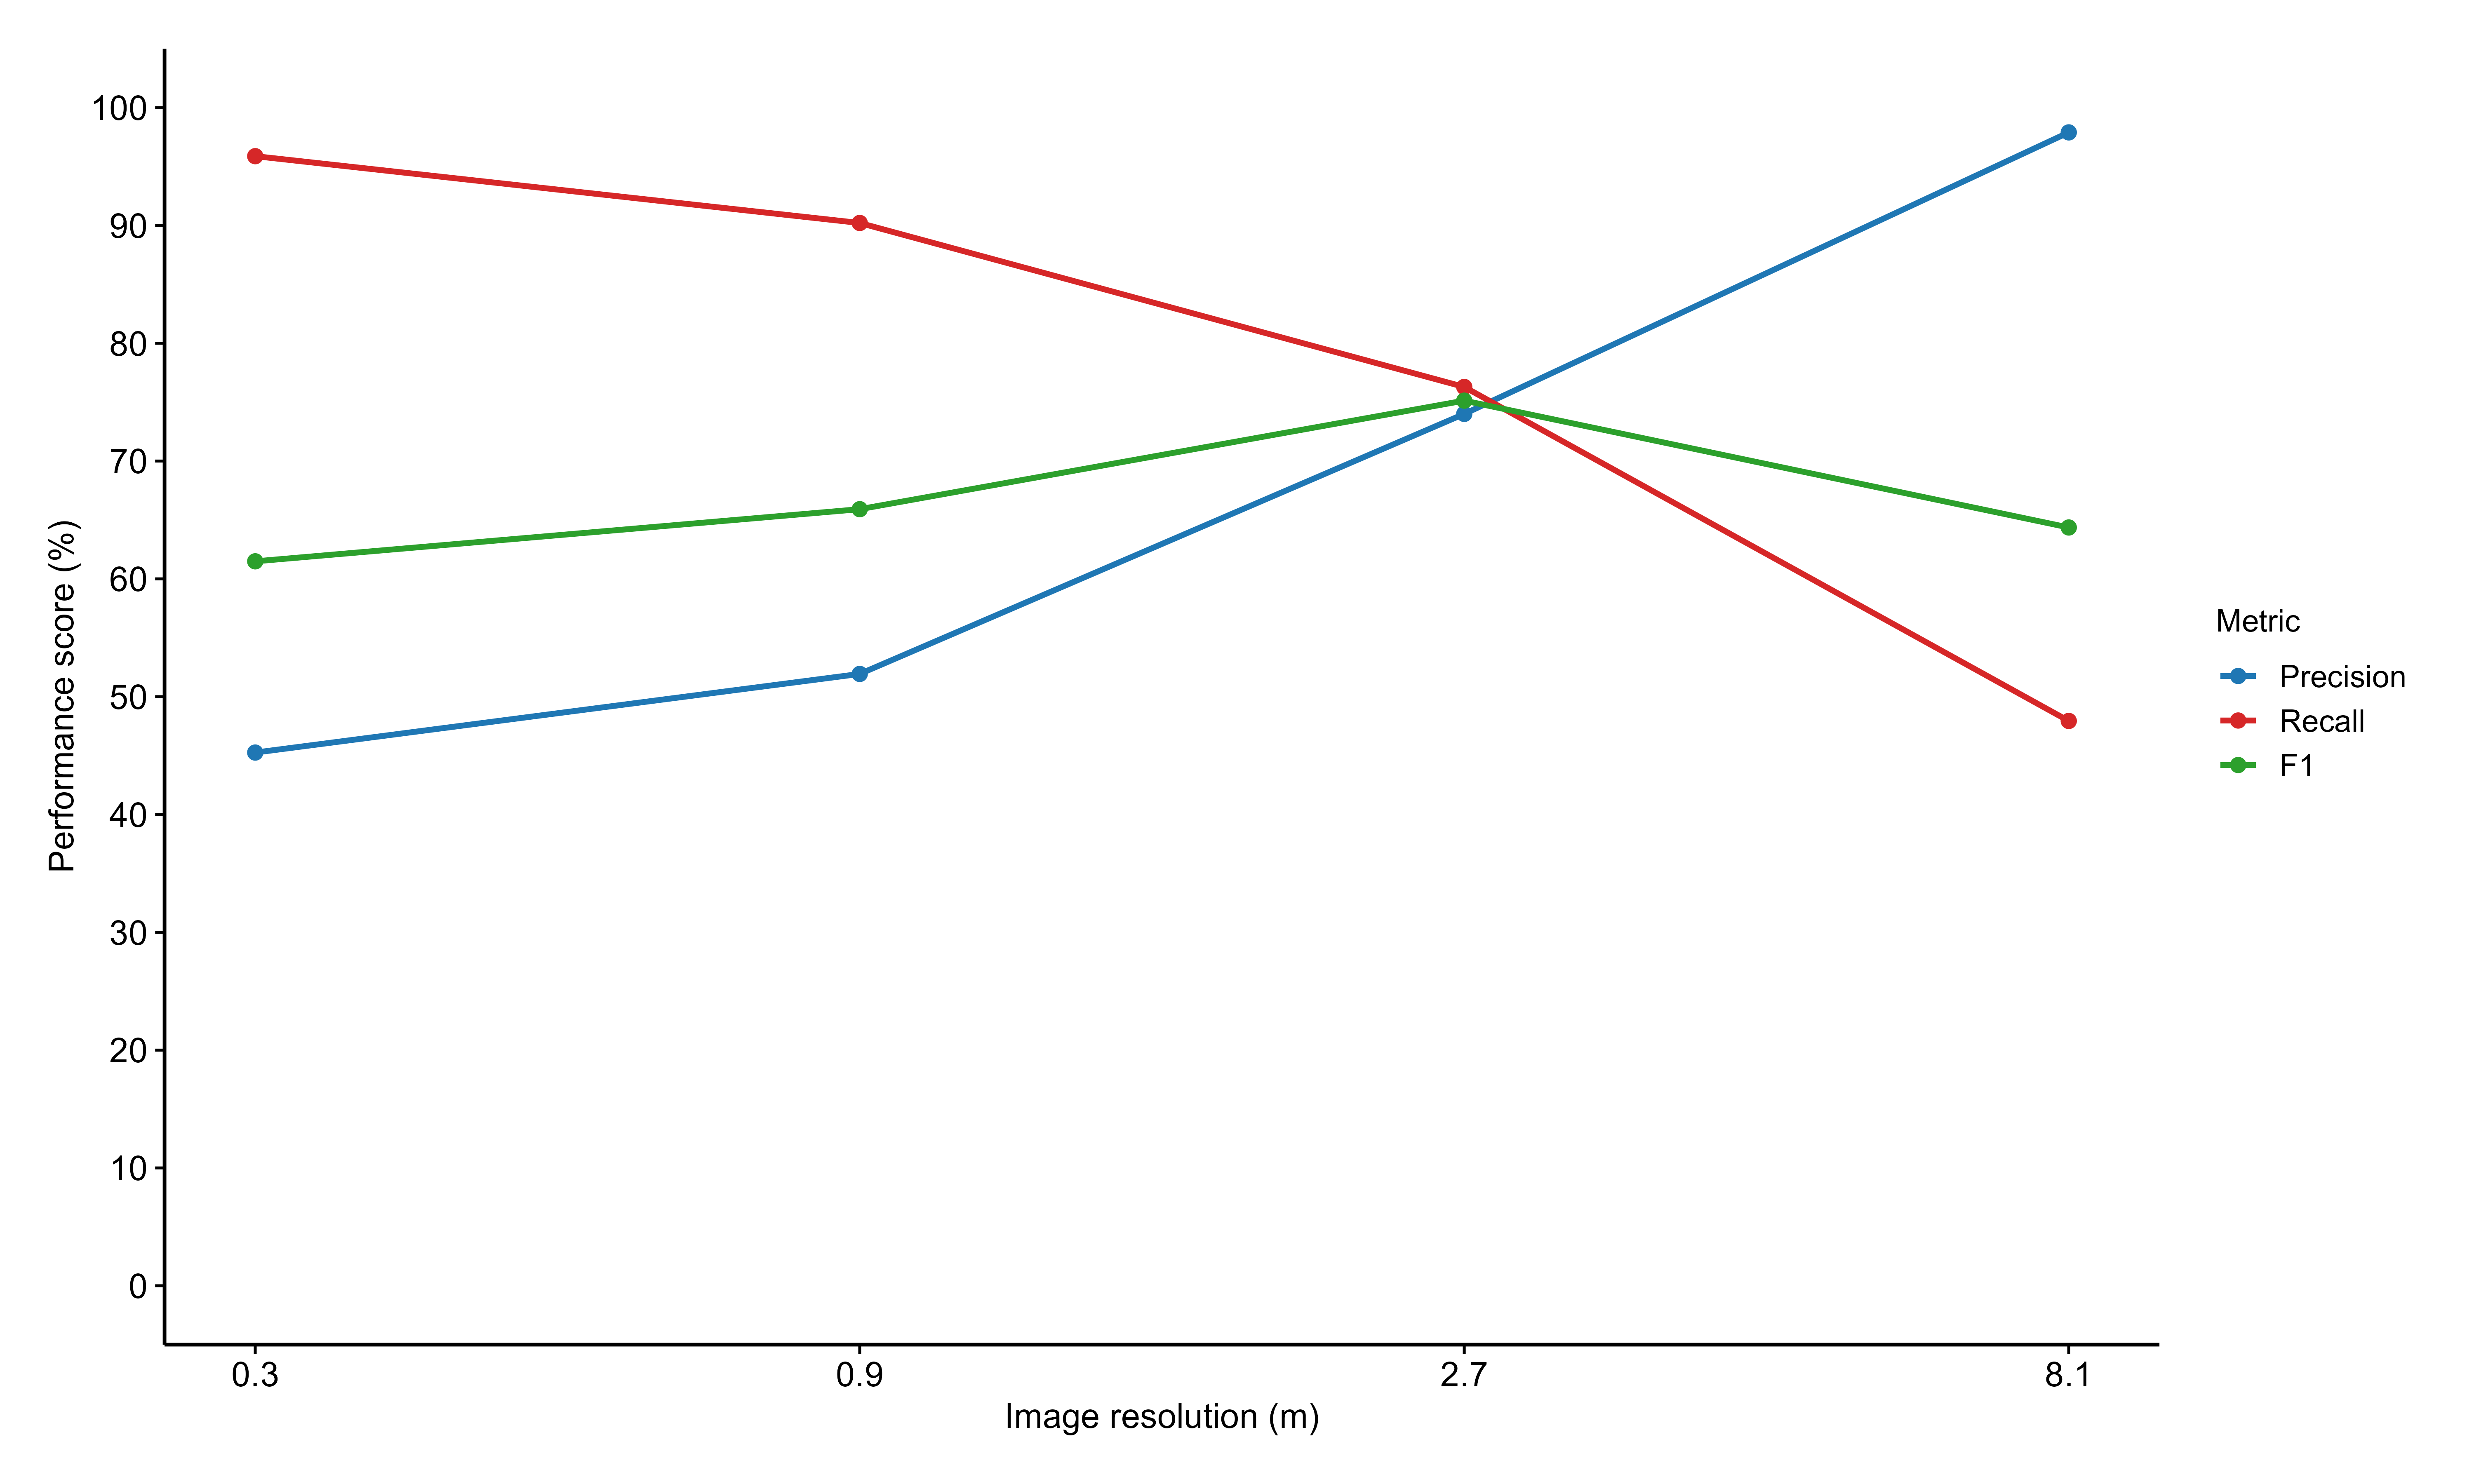 100
90
80
70
60
50
40
30
20
10
0
Performance score (%)
0.3 0.9 2.7 8.1
Image resolution (m)
Metric
Precision
Recall
F1